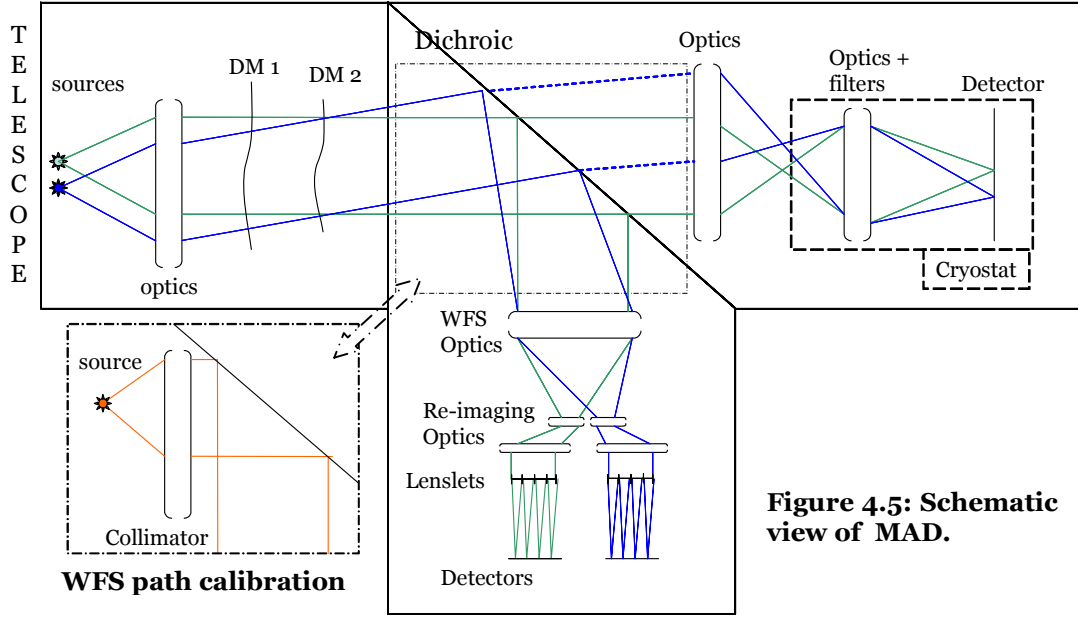 TELESCOPE
sources
DM 1
DM 2
optics
Dichroic
Optics
Optics +
filters
Detector
Cryostat
WFS
Optics
Re-imaging
Optics
Lenslets
Detectors
source
Collimator
WFS path calibration
Figure 4.5: Schematic
view of MAD.